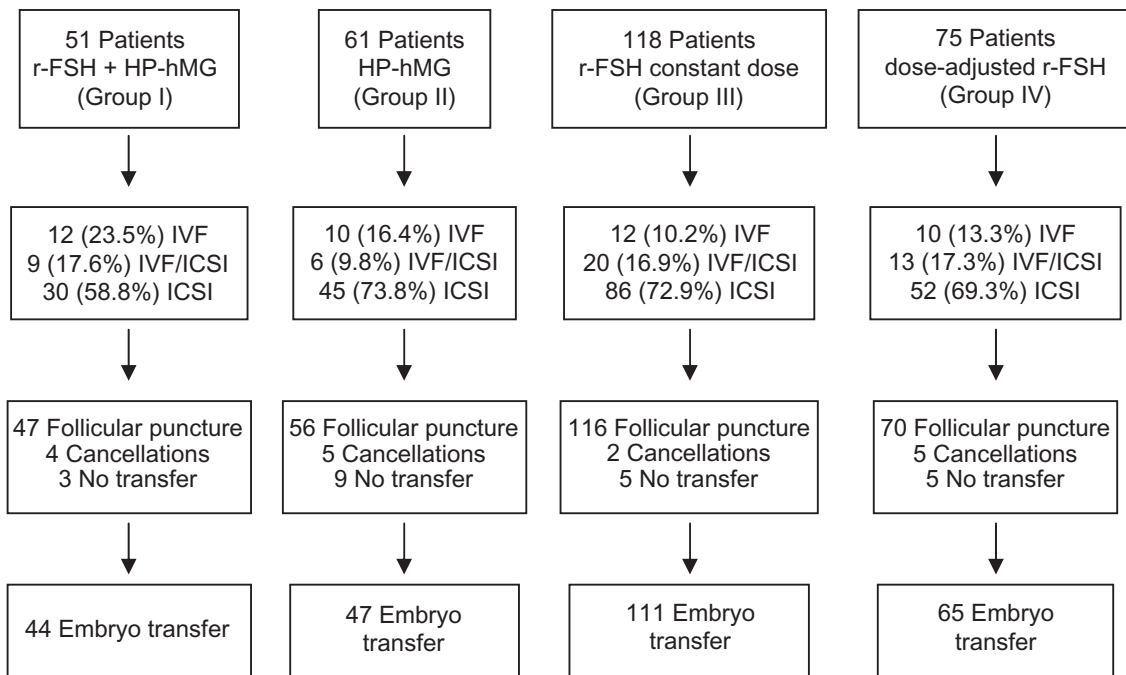 51 Patients
r-FSH + HP-hMG
(Group I)
61 Patients
HP-hMG
(Group II)
118 Patients
r-FSH constant dose
(Group III)
75 Patients
dose-adjusted r-FSH
(Group IV)
12 (23.5%) IVF
9 (17.6%) IVF/ICSI
30 (58.8%) ICSI
10 (16.4%) IVF
6 (9.8%) IVF/ICSI
45 (73.8%) ICSI
12 (10.2%) IVF
20 (16.9%) IVF/ICSI
86 (72.9%) ICSI
10 (13.3%) IVF
13 (17.3%) IVF/ICSI
52 (69.3%) ICSI
47 Follicular puncture
4 Cancellations
3 No transfer
56 Follicular puncture
5 Cancellations
9 No transfer
116 Follicular puncture
2 Cancellations
5 No transfer
70 Follicular puncture
5 Cancellations
5 No transfer
44 Embryo transfer
47 Embryo
transfer
111 Embryo
transfer
65 Embryo
transfer